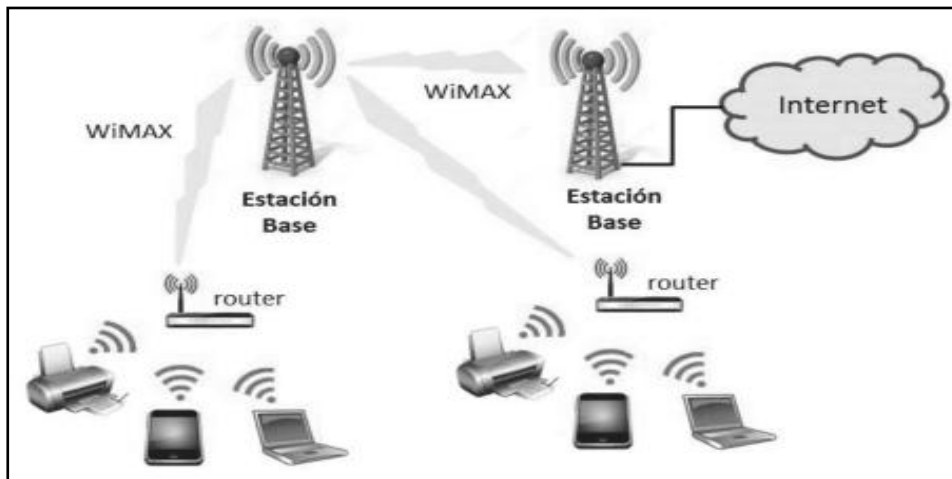 WiMAX
WiMAX
Internet
Estación
Base
Estación
Base
router
router